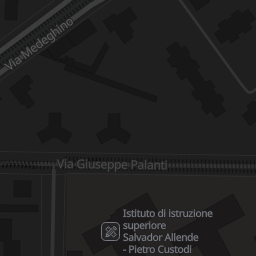 Via Medeghino
Via Giuseppe Palanti
Istituto di istruzione
superiore
Salvador Allende
- Pietro Custodi